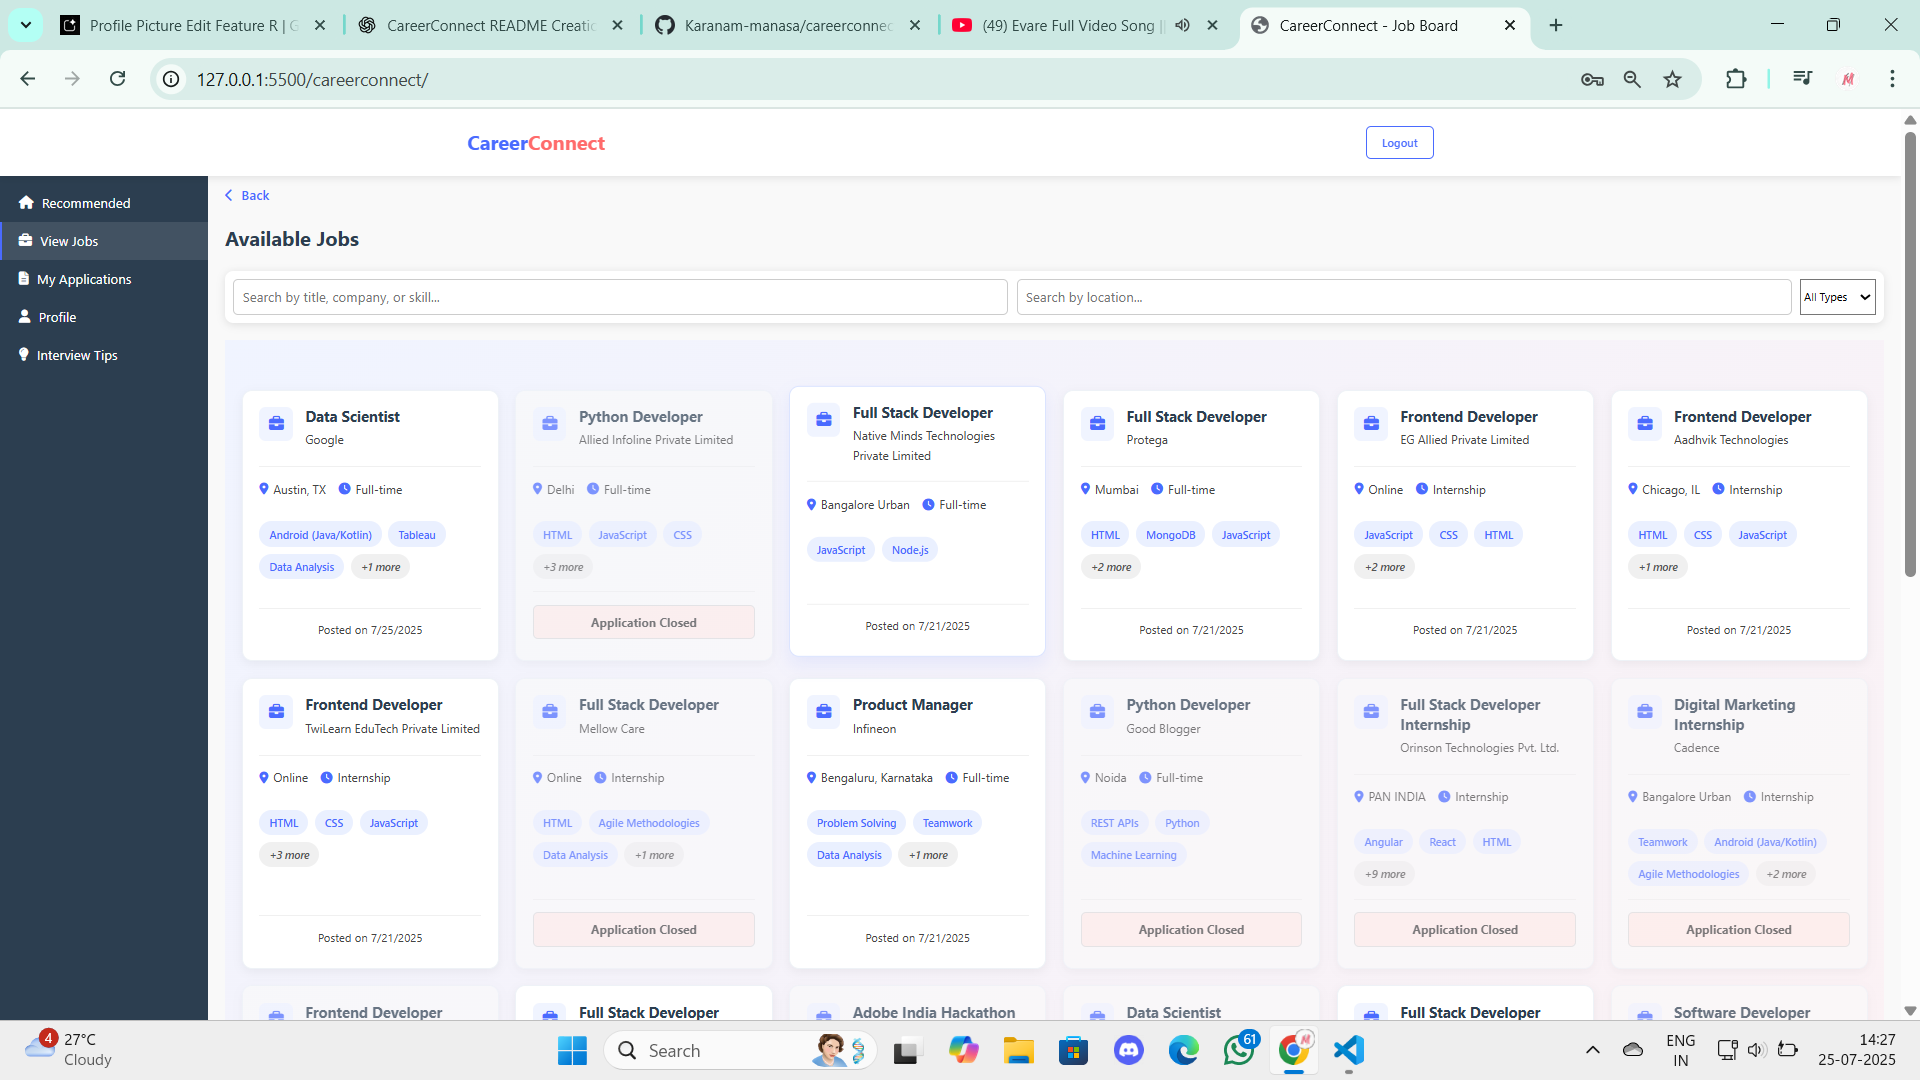 Profile Picture Edit Feature R | G
CareerConnect README Creatio
Karanam-manasa/careerconnec
(49) Evare Full Video Song ||
CareerConnect - Job Board
127.0.0.1:5500/careerconnect/
CareerConnect
Logout
Recommended
View Jobs
My Applications
Profile
Interview Tips
Back
Available Jobs
Search by title, company, or skill...
Search by location...
All Types
Data Scientist
Google
Austin, TX Full-time
Android (Java/Kotlin) Tableau
Data Analysis +1 more
Posted on 7/25/2025
Python Developer
Allied Infoline Private Limited
Delhi Full-time
HTML JavaScript CSS
+3 more
Application Closed
Full Stack Developer
Native Minds Technologies
Private Limited
Bangalore Urban Full-time
JavaScript Node.js
Posted on 7/21/2025
Full Stack Developer
Protega
Mumbai Full-time
HTML MongoDB JavaScript
+2 more
Posted on 7/21/2025
Frontend Developer
EG Allied Private Limited
Online Internship
JavaScript CSS HTML
+2 more
Posted on 7/21/2025
Frontend Developer
Aadhvik Technologies
Chicago, IL Internship
HTML CSS JavaScript
+1 more
Posted on 7/21/2025
Frontend Developer
TwiLearn EduTech Private Limited
Online Internship
HTML CSS JavaScript
+3 more
Posted on 7/21/2025
Full Stack Developer
Mellow Care
Online Internship
HTML Agile Methodologies
Data Analysis +1 more
Application Closed
Product Manager
Infineon
Bengaluru, Karnataka Full-time
Problem Solving Teamwork
Data Analysis +1 more
Posted on 7/21/2025
Python Developer
Good Blogger
Noida Full-time
REST APIs Python
Machine Learning
Application Closed
Full Stack Developer
Internship
Orinson Technologies Pvt. Ltd.
PAN INDIA Internship
Angular React HTML
+9 more
Application Closed
Digital Marketing
Internship
Cadence
Bangalore Urban Internship
Teamwork Android (Java/Kotlin)
Agile Methodologies +2 more
Application Closed
Frontend Developer
Full Stack Developer
Adobe India Hackathon
Data Scientist
Full Stack Developer
Software Developer
4
27°C
Cloudy
Search
61
M
ENG
IN
14:27
25-07-2025